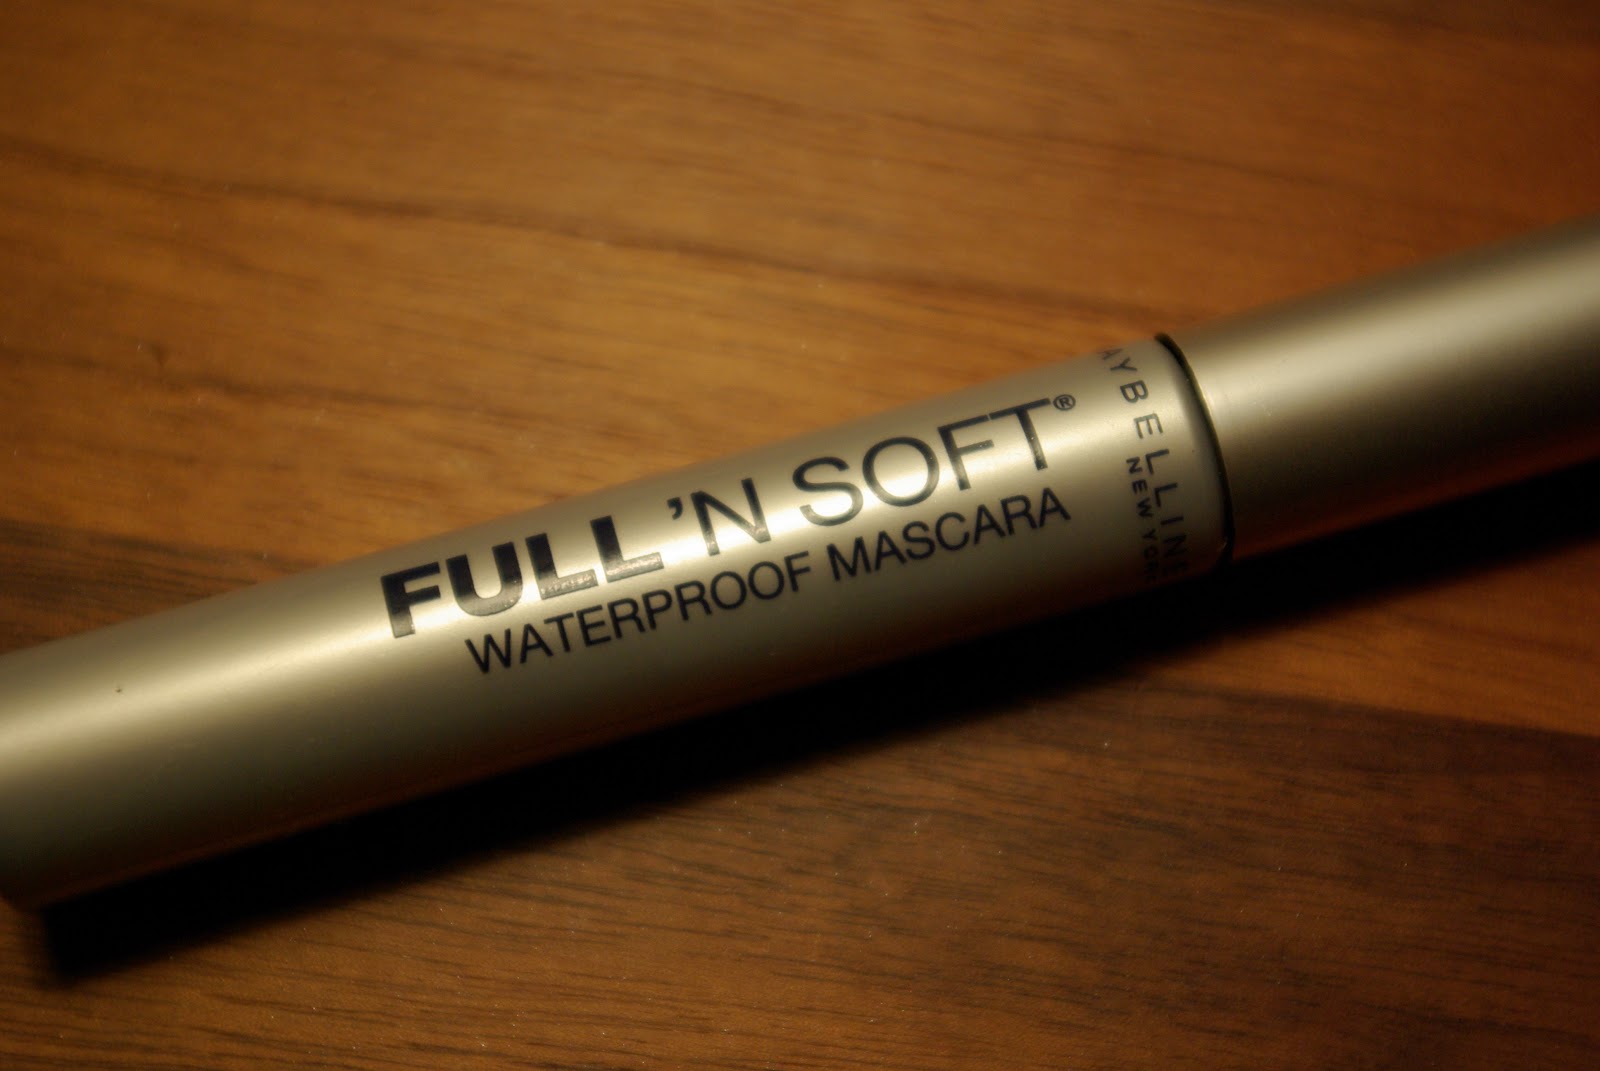 FULL 'N SOFT®
WATERPROOF MASCARA
MAYBELLINE
NEW YORK